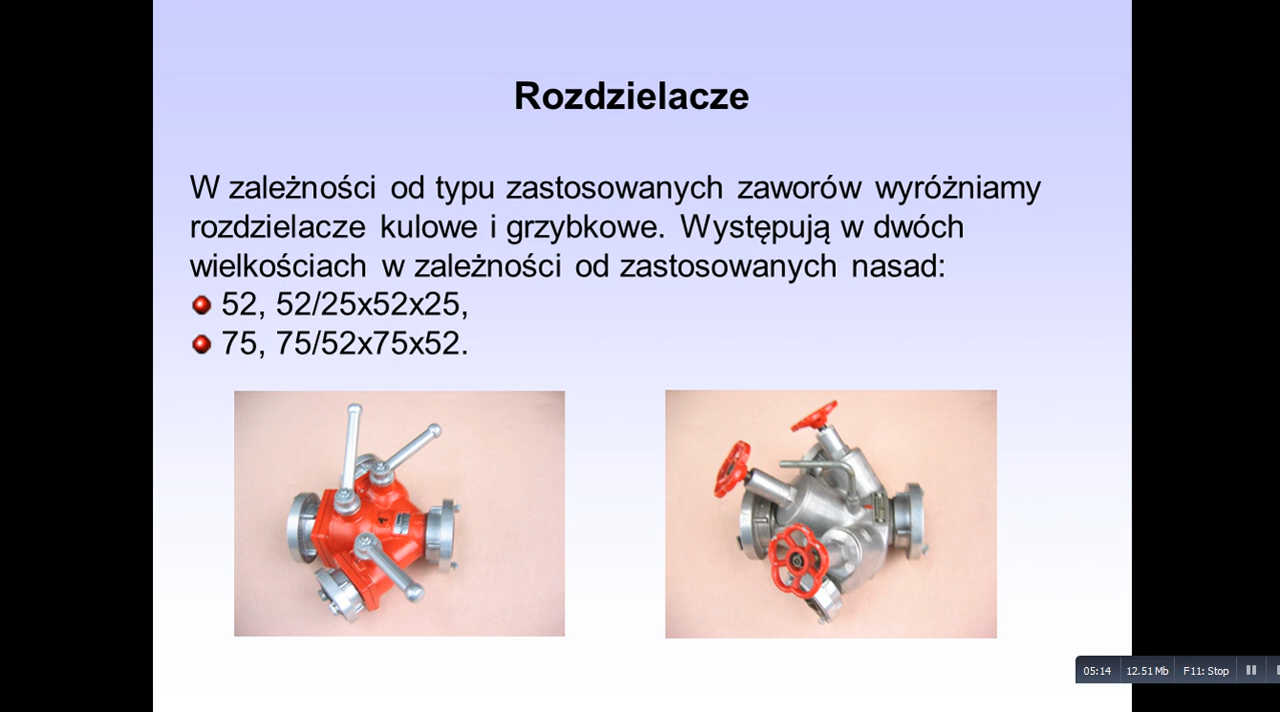 Rozdzielacze
W zależności od typu zastosowanych zaworów wyróżniamy
rozdzielacze kulowe i grzybkowe. Występują w dwóch
wielkościach w zależności od zastosowanych nasad:
52, 52/25x52x25,
75, 75/52x75x52.
05:14 12.51 Mb F11: Stop